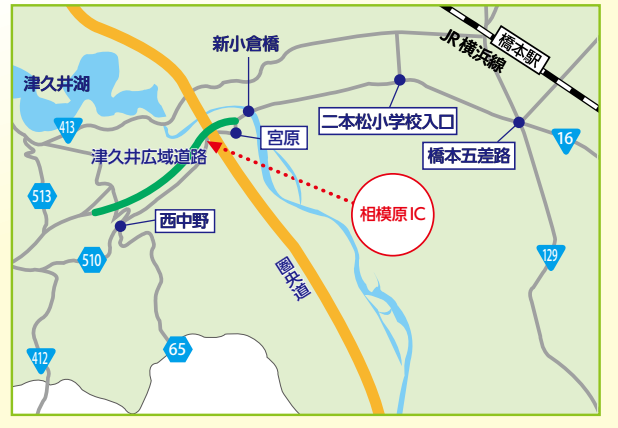 新小倉橋
JR横浜線
橋本駅
津久井湖
413
二本松小学校入口
宮原
16
橋本五差路
津久井広域道路
513
西中野
相模原IC
510
圏央道
129
412
65